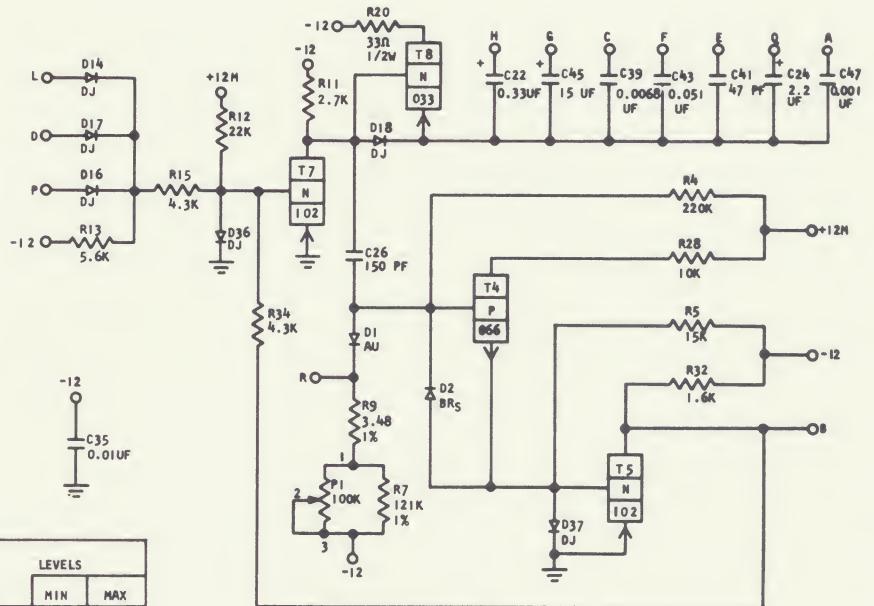 -12
R20
33Ω
1/2W
T8
N
033
H
G
C
F
E
Q
A
+
C22
0.33UF
+
C45
15 UF
C39
0.0068
UF
C43
0.051
UF
C41
47 PF
+
C24
2.2
UF
C47
0.001
UF
L
D14
DJ
D
D17
DJ
P
D16
DJ
-12
R13
5.6K
R15
4.3K
+12M
R12
22K
D36
DJ
-12
R11
2.7K
T7
N
102
D18
DJ
C26
150 PF
R34
4.3K
D1
AU
R
R9
3.48
1%
1
P1
100K
2
3
R7
121K
1%
-12
-12
C35
0.01UF
D2
BRS
T4
P
066
R4
220K
R28
10K
+12M
R5
15K
R32
1.6K
-12
B
T5
N
102
D37
DJ
LEVELS
MIN MAX